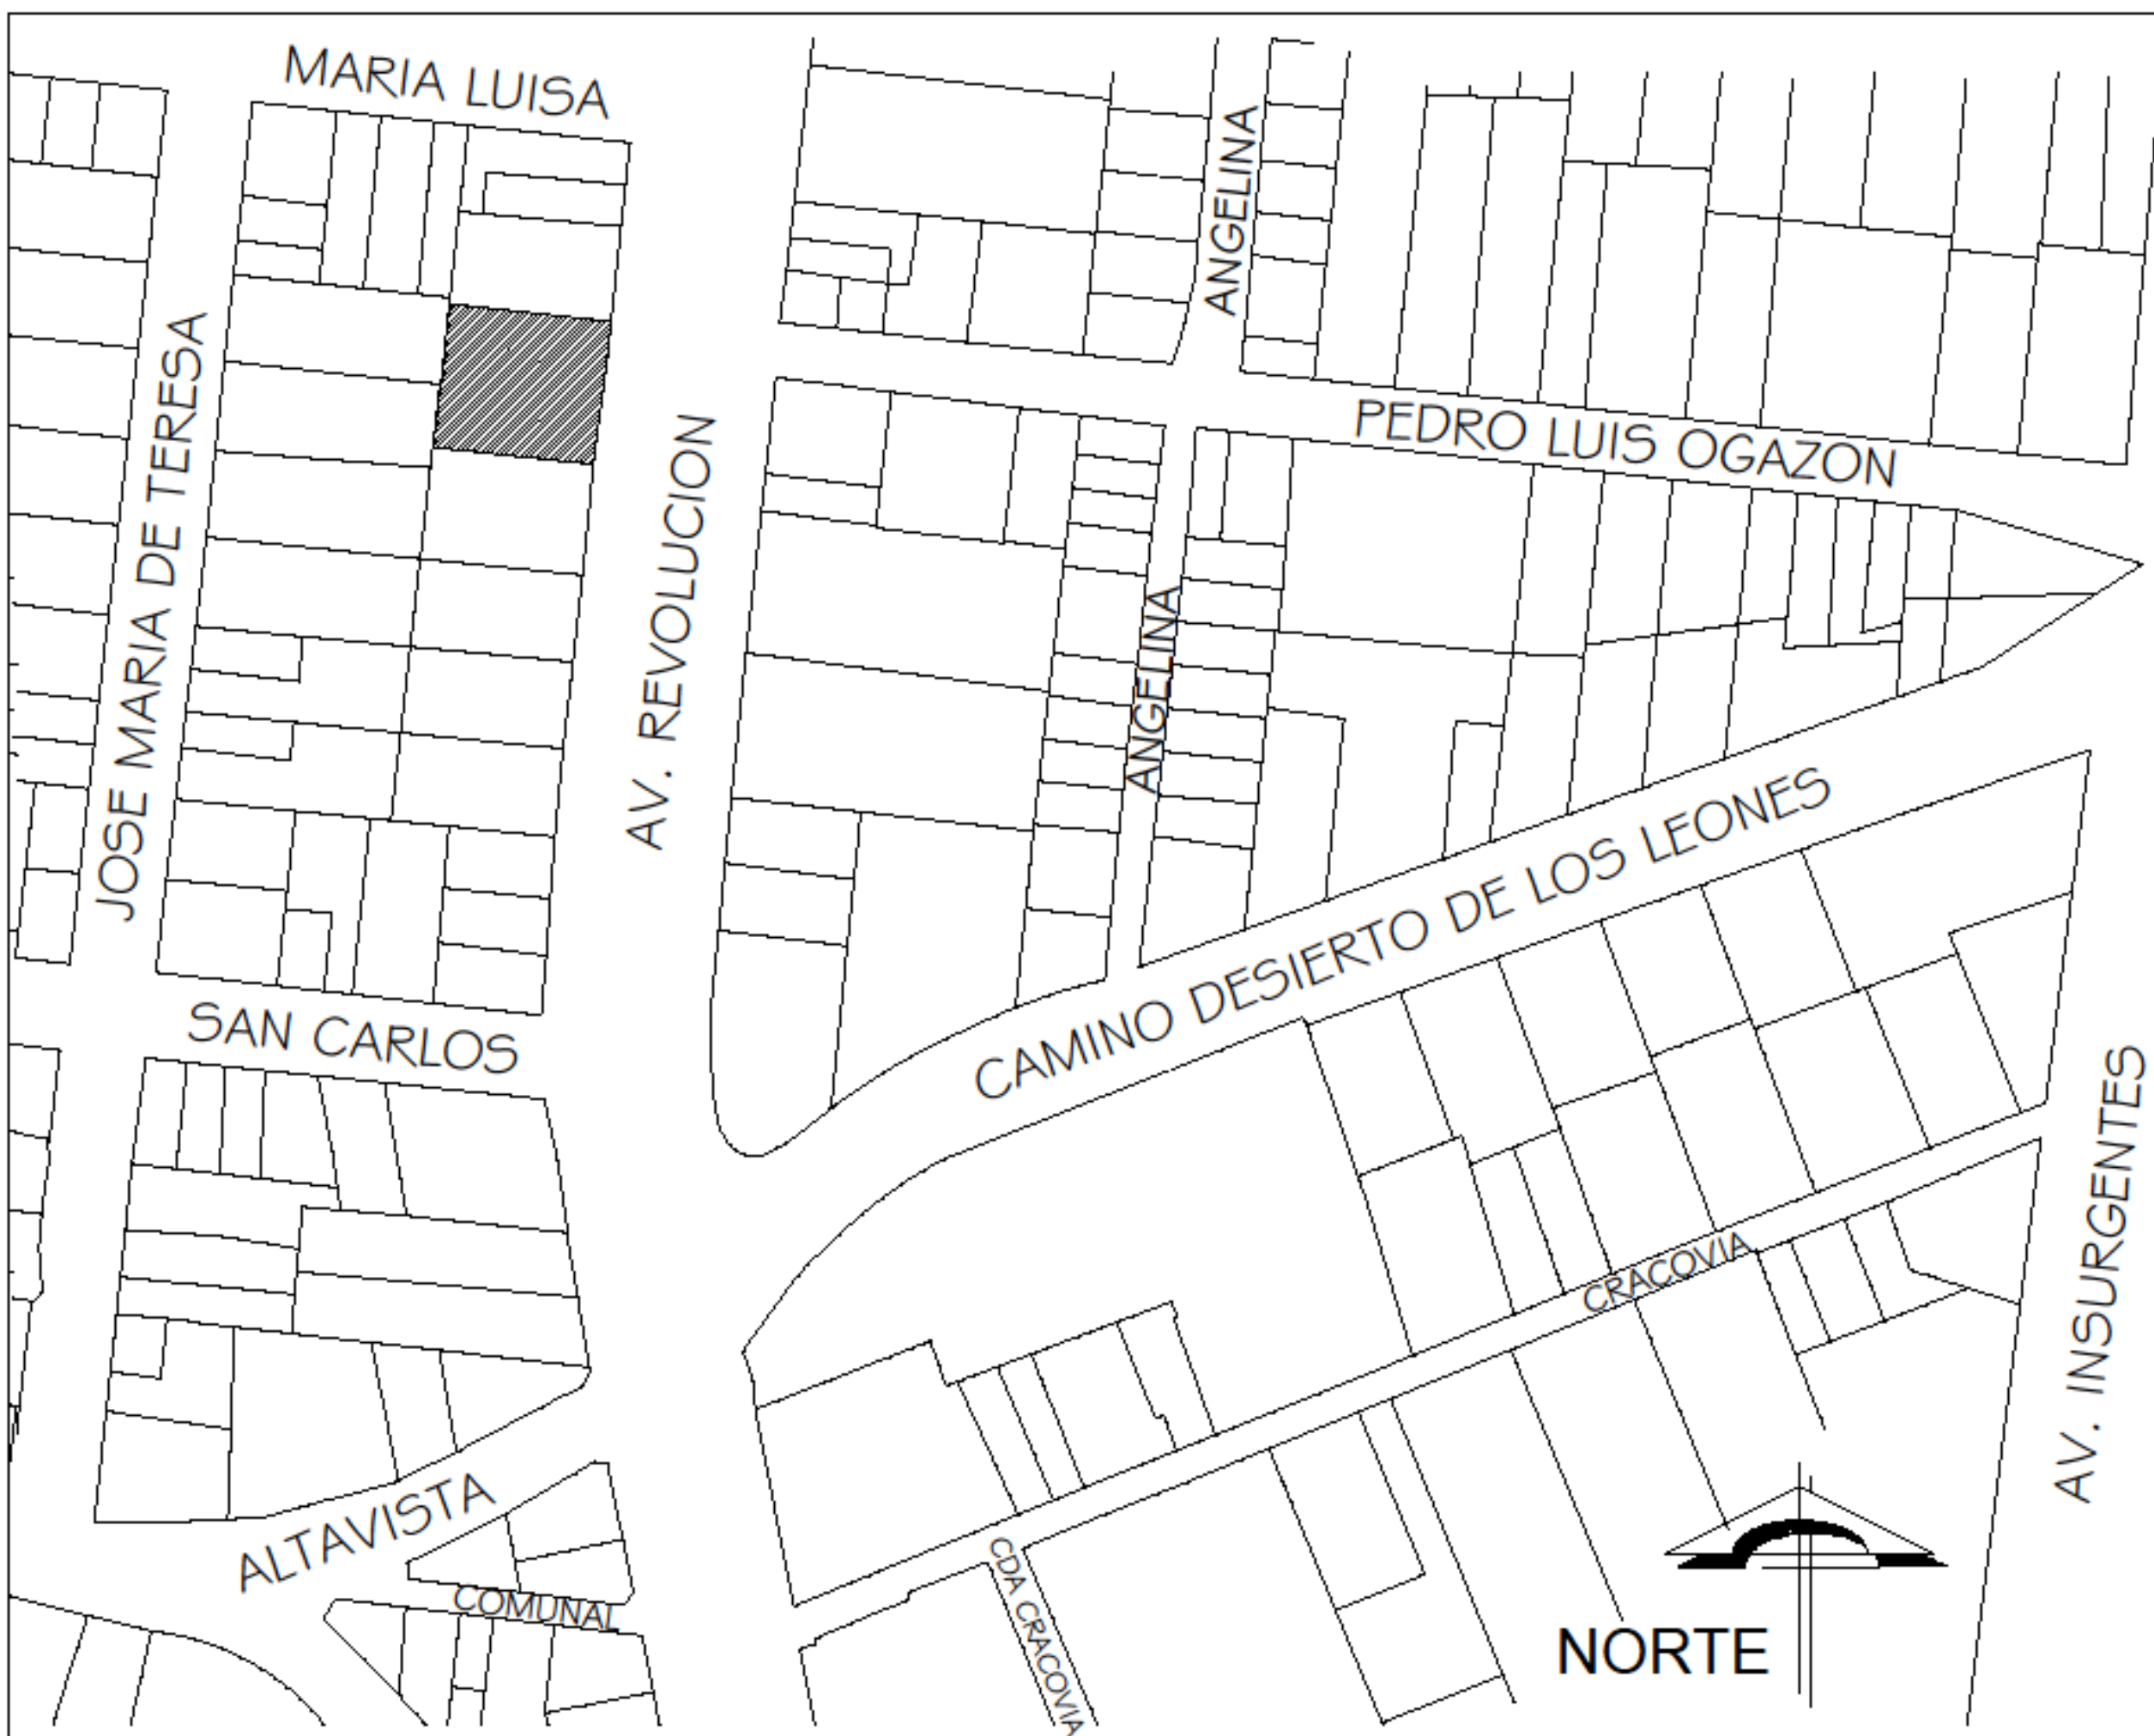 MARIA LUISA
ANGELINA
JOSE MARIA DE TERESA
AV. REVOLUCION
PEDRO LUIS OGAZON
ANGELINA
CAMINO DESIERTO DE LOS LEONES
SAN CARLOS
AV. INSURGENTES
CRACOVIA
ALTAVISTA
COMUNAL
CDA CRACOVIA
NORTE